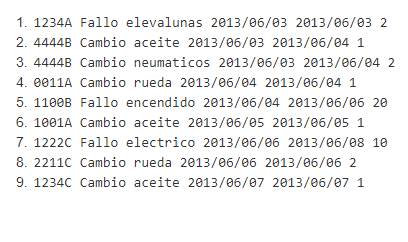 1. 1234A Fallo elevalunas 2013/06/03 2013/06/03 2
2. 4444B Cambio aceite 2013/06/03 2013/06/04 1
3. 4444B Cambio neumaticos 2013/06/03 2013/06/04 2
4. 0011A Cambio rueda 2013/06/04 2013/06/04 1
5. 1100B Fallo encendido 2013/06/04 2013/06/06 20
6. 1001A Cambio aceite 2013/06/05 2013/06/05 1
7. 1222C Fallo electrico 2013/06/06 2013/06/08 10
8. 2211C Cambio rueda 2013/06/06 2013/06/06 2
9. 1234C Cambio aceite 2013/06/07 2013/06/07 1